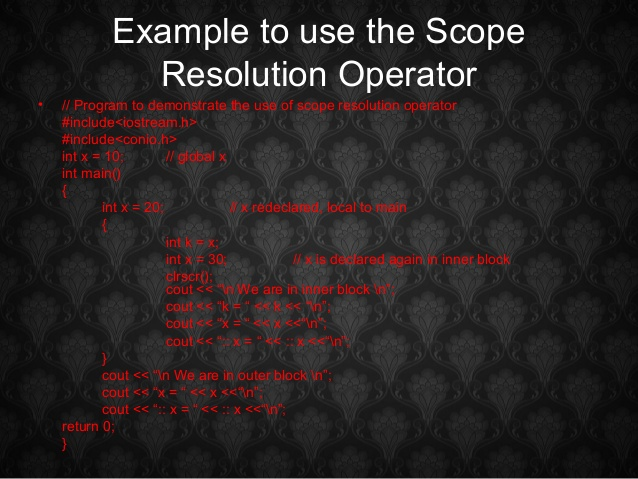 Example to use the Scope
Resolution Operator
• // Program to demonstrate the use of scope resolution operator
#include<iostream.h>
#include<conio.h>
int x = 10; // global x
int main()
{
int x = 20; // x redeclared, local to main
{
int k = x;
int x = 30; // x is declared again in inner block
clrscr();
cout << “\n We are in inner block \n”;
cout << “k = “ << k << “\n”;
cout << “x = “ << x <<“\n”;
cout << “:: x = “ << :: x <<“\n”;
}
cout << “\n We are in outer block \n”;
cout << “x = “ << x <<“\n”;
cout << “:: x = “ << :: x <<“\n”;
return 0;
}